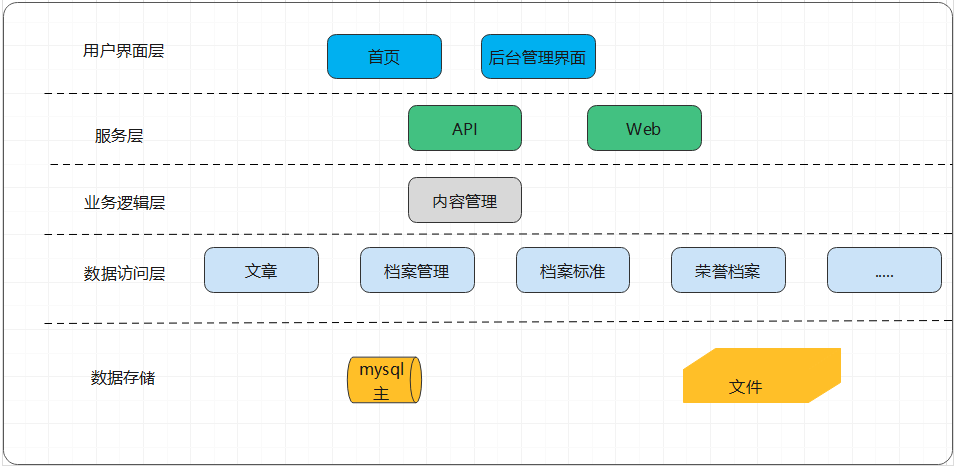 用户界面层
首页
后台管理界面
服务层
API
Web
业务逻辑层
内容管理
数据访问层
文章
档案管理
档案标准
荣誉档案
.....
数据存储
mysql
主
文件